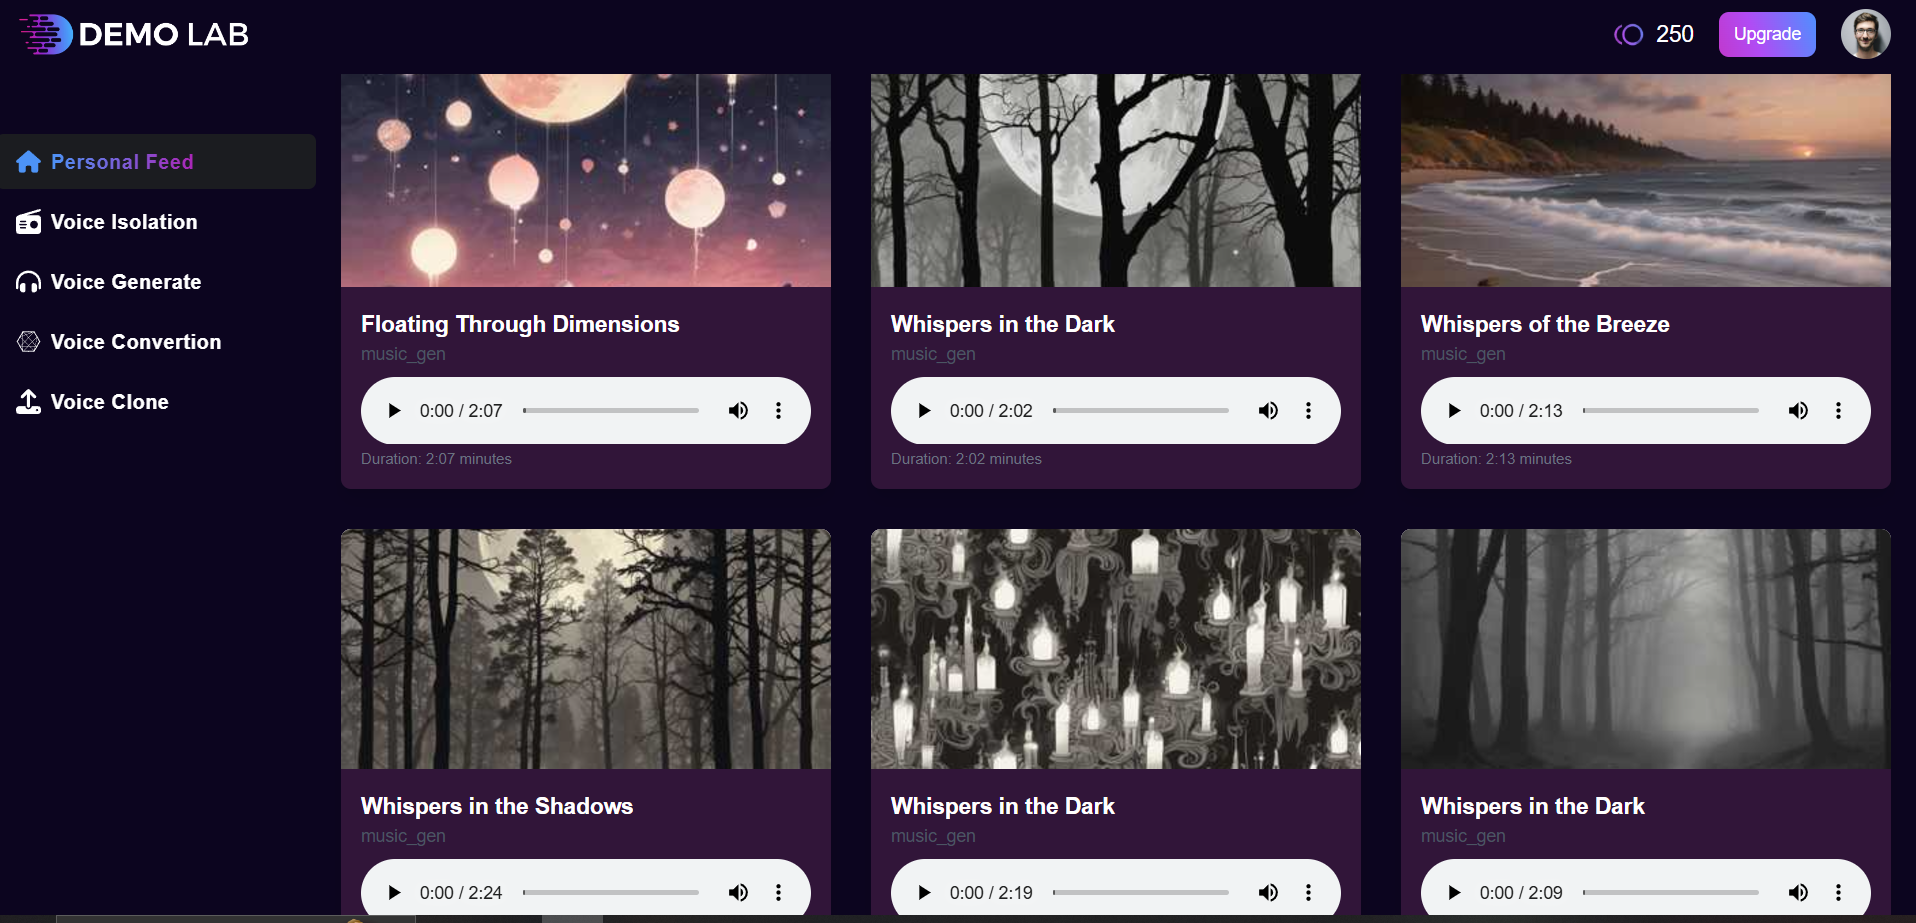 DEMO LAB
250
Upgrade
Personal Feed
Voice Isolation
Voice Generate
Voice Convertion
Voice Clone
Floating Through Dimensions
music_gen
0:00 / 2:07
Duration: 2:07 minutes
Whispers in the Dark
music_gen
0:00 / 2:02
Duration: 2:02 minutes
Whispers of the Breeze
music_gen
0:00 / 2:13
Duration: 2:13 minutes
Whispers in the Shadows
music_gen
0:00 / 2:24
Whispers in the Dark
music_gen
0:00 / 2:19
Whispers in the Dark
music_gen
0:00 / 2:09